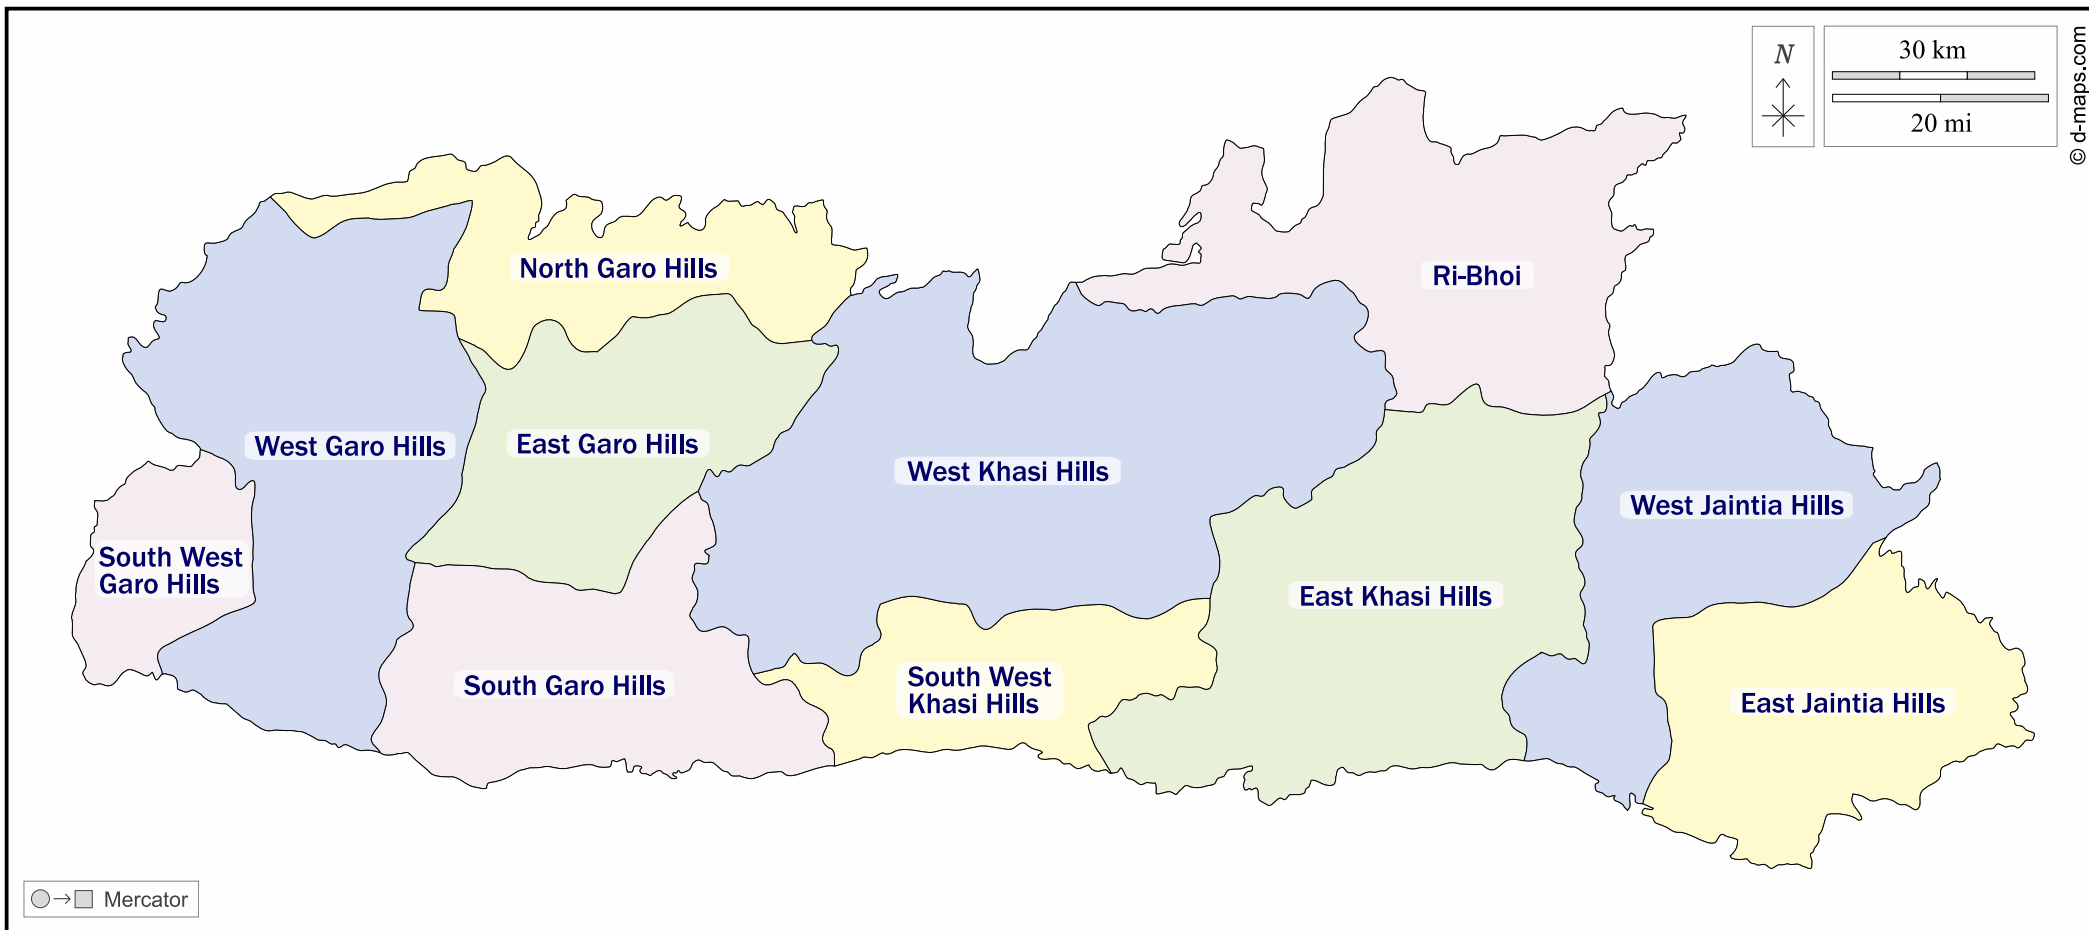 N
30 km
20 mi
© d-maps.com
North Garo Hills
Ri-Bhoi
West Garo Hills
East Garo Hills
West Khasi Hills
West Jaintia Hills
South West
Garo Hills
East Khasi Hills
South Garo Hills
South West
Khasi Hills
East Jaintia Hills
Mercator